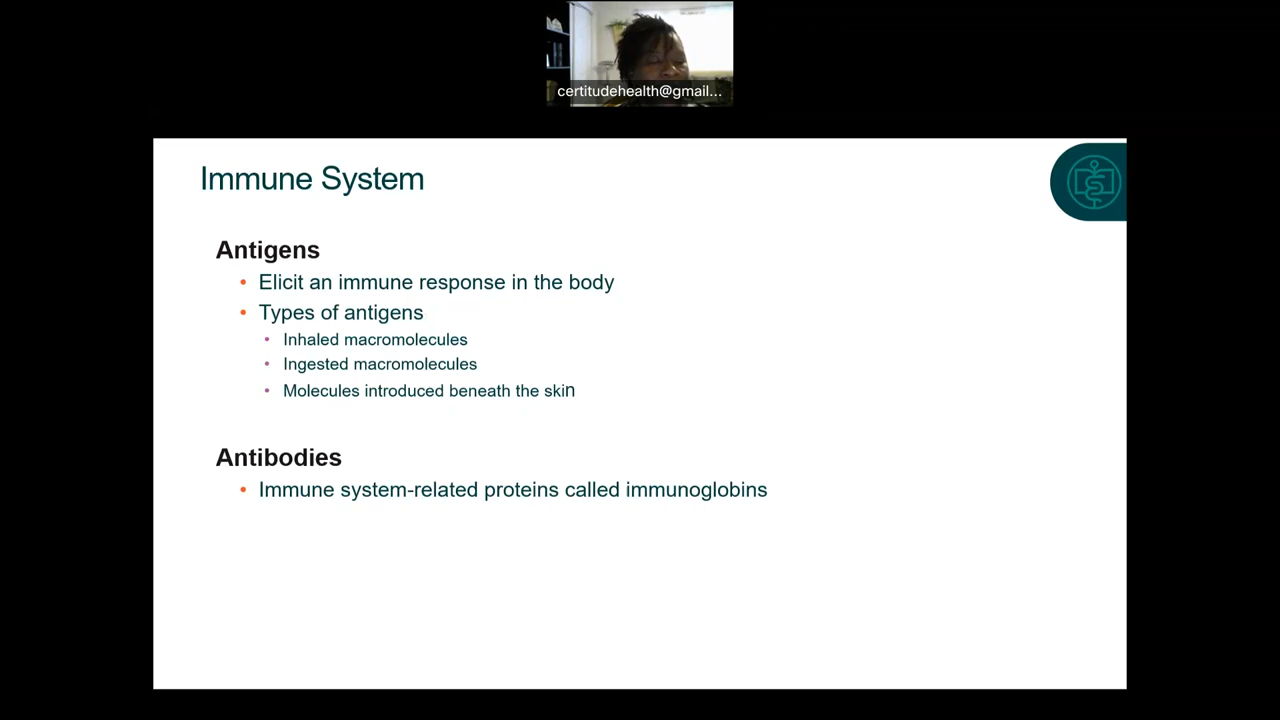 certitudehealth@gmail...
Immune System
Antigens
• Elicit an immune response in the body
• Types of antigens
• Inhaled macromolecules
• Ingested macromolecules
• Molecules introduced beneath the skin
Antibodies
• Immune system-related proteins called immunoglobins